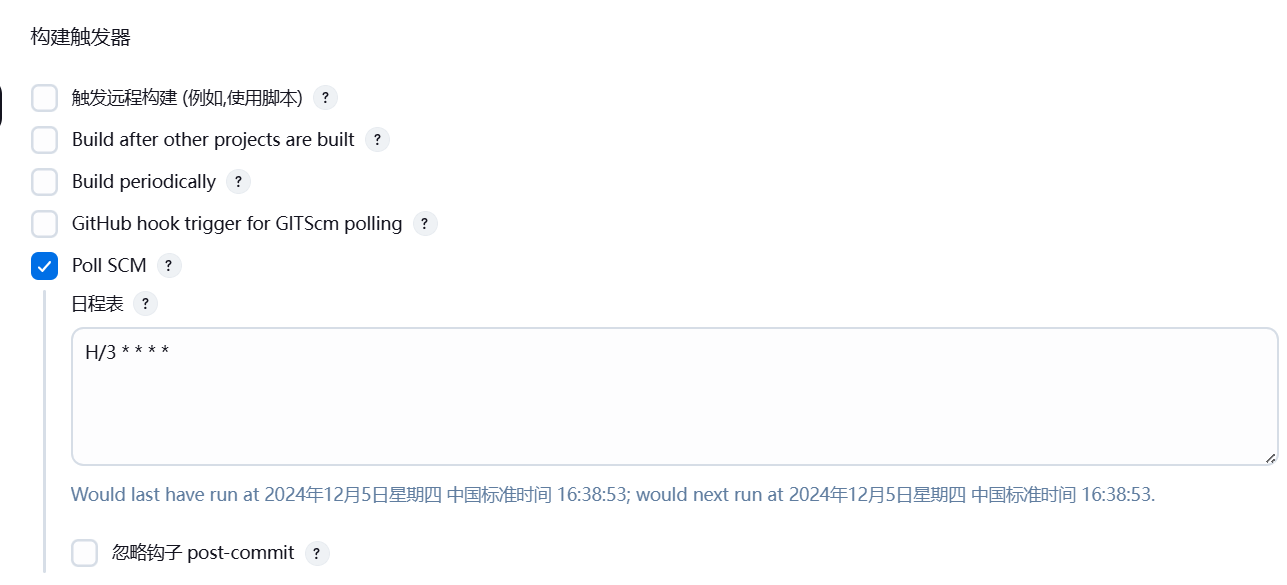 构建触发器
触发远程构建 (例如,使用脚本) ?
Build after other projects are built ?
Build periodically ?
GitHub hook trigger for GITScm polling ?
Poll SCM ?
日程表 ?
H/3 * * * *
Would last have run at 2024年12月5日星期四 中国标准时间 16:38:53; would next run at 2024年12月5日星期四 中国标准时间 16:38:53.
忽略钩子 post-commit ?